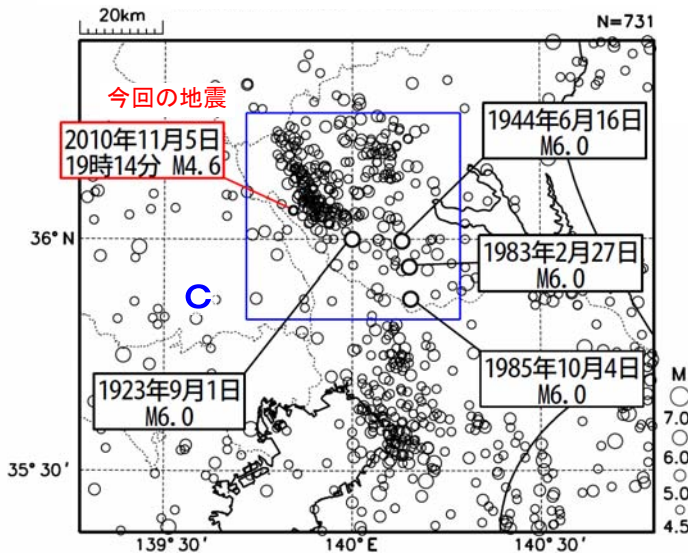 20km
N=731
今回の地震
2010年11月5日
19時14分 M4.6
1944年6月16日
M6.0
36°N
1983年2月27日
M6.0
C
1923年9月1日
M6.0
1985年10月4日
M6.0
M
7.0
6.0
5.0
4.5
35°30′
139°30′
140°E
140°30′